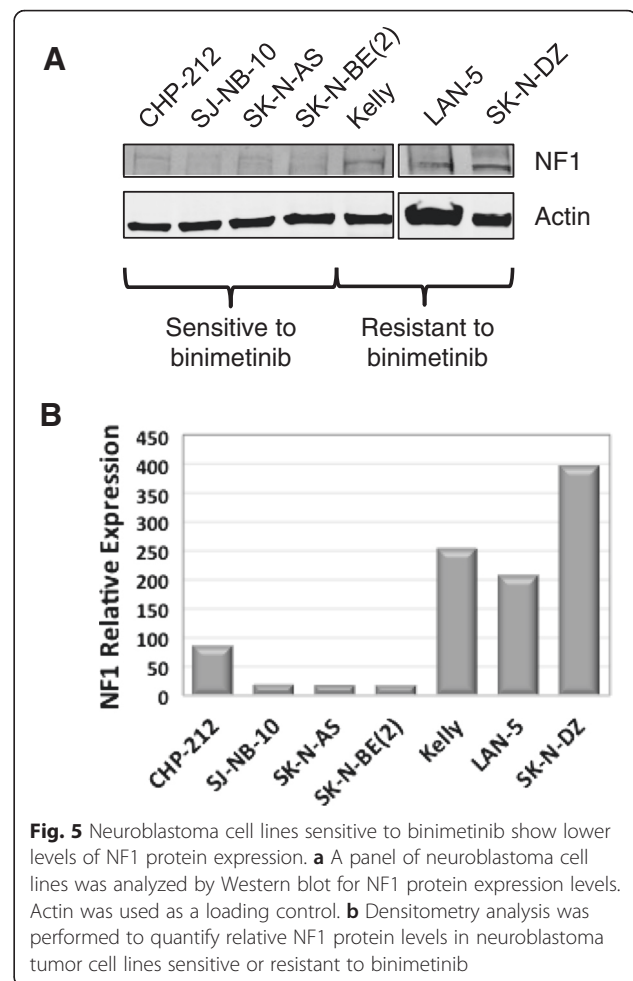 A
CHP-212
SJ-NB-10
SK-N-AS
SK-N-BE(2)
Kelly
LAN-5
SK-N-DZ
NF1
Actin
Sensitive to
binimetinib
Resistant to
binimetinib
B
NF1 Relative Expression
450
400
350
300
250
200
150
100
50
0
CHP-212
SJ-NB-10
SK-N-AS
SK-N-BE(2)
Kelly
LAN-5
SK-N-DZ
Fig. 5 Neuroblastoma cell lines sensitive to binimetinib show lower
levels of NF1 protein expression. a A panel of neuroblastoma cell
lines was analyzed by Western blot for NF1 protein expression levels.
Actin was used as a loading control. b Densitometry analysis was
performed to quantify relative NF1 protein levels in neuroblastoma
tumor cell lines sensitive or resistant to binimetinib